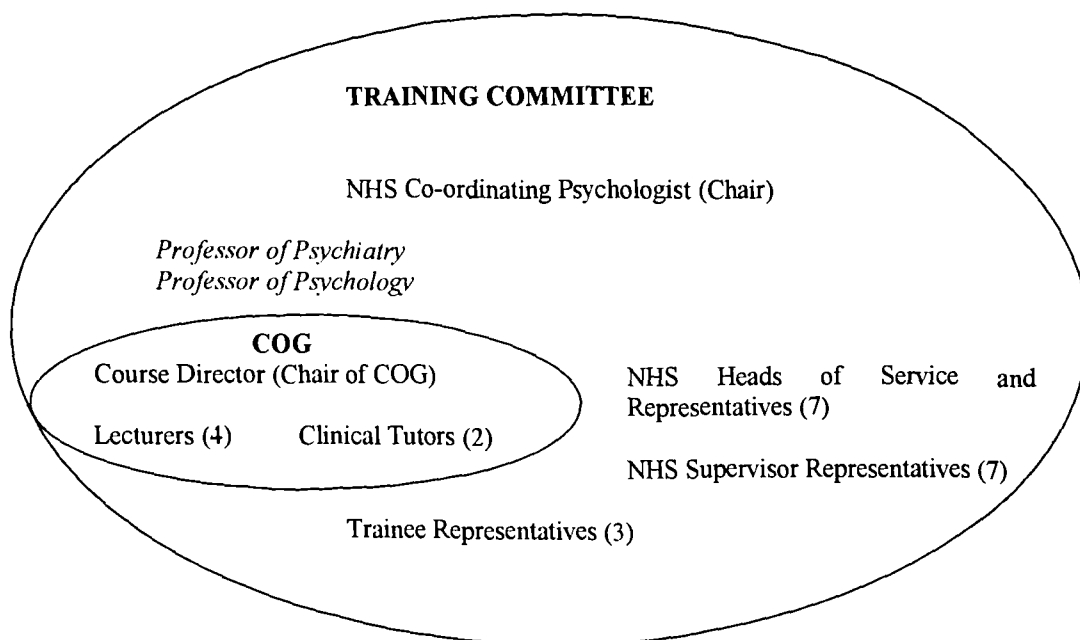 TRAINING COMMITTEE
NHS Co-ordinating Psychologist (Chair)
Professor of Psychiatry
Professor of Psychology
COG
Course Director (Chair of COG)
Lecturers (4) Clinical Tutors (2)
NHS Heads of Service and
Representatives (7)
NHS Supervisor Representatives (7)
Trainee Representatives (3)